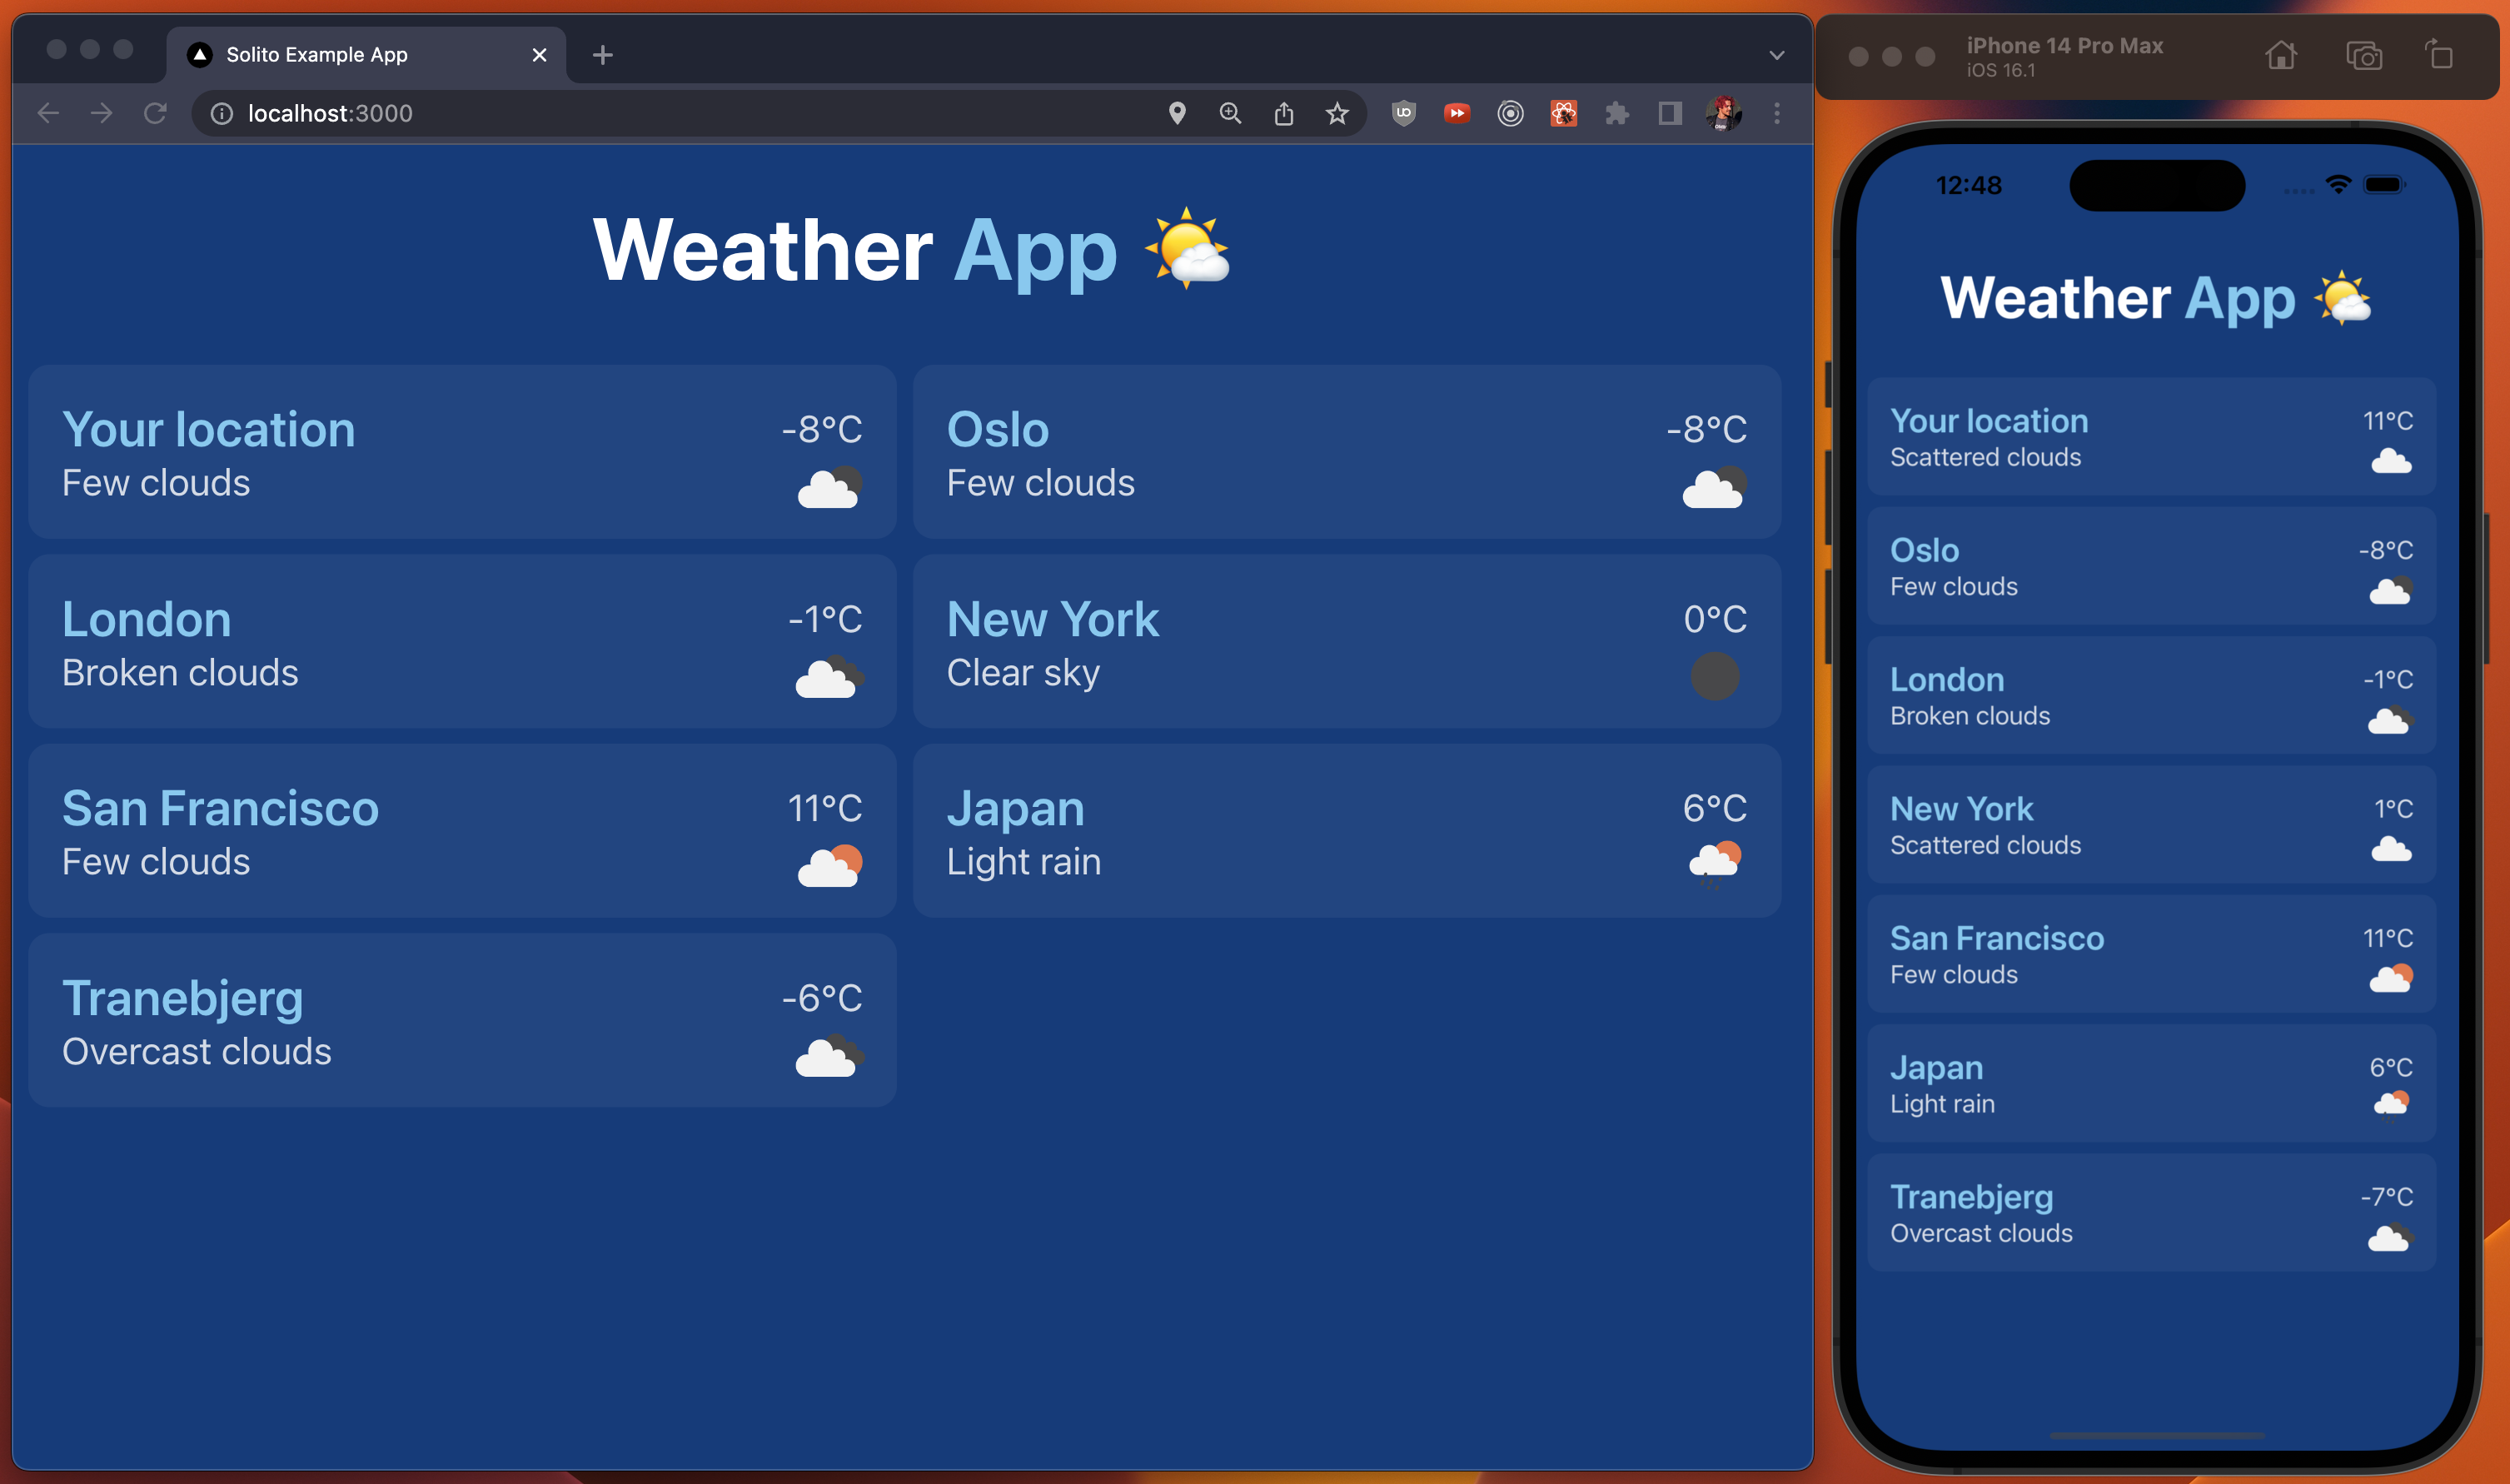 Solito Example App
localhost:3000
Weather App
Your location
-8°C
Few clouds
Oslo
-8°C
Few clouds
London
-1°C
Broken clouds
New York
0°C
Clear sky
San Francisco
11°C
Few clouds
Japan
6°C
Light rain
Tranebjerg
-6°C
Overcast clouds
iPhone 14 Pro Max
iOS 16.1
12:48
Weather App
Your location
11°C
Scattered clouds
Oslo
-8°C
Few clouds
London
-1°C
Broken clouds
New York
1°C
Scattered clouds
San Francisco
11°C
Few clouds
Japan
6°C
Light rain
Tranebjerg
-7°C
Overcast clouds